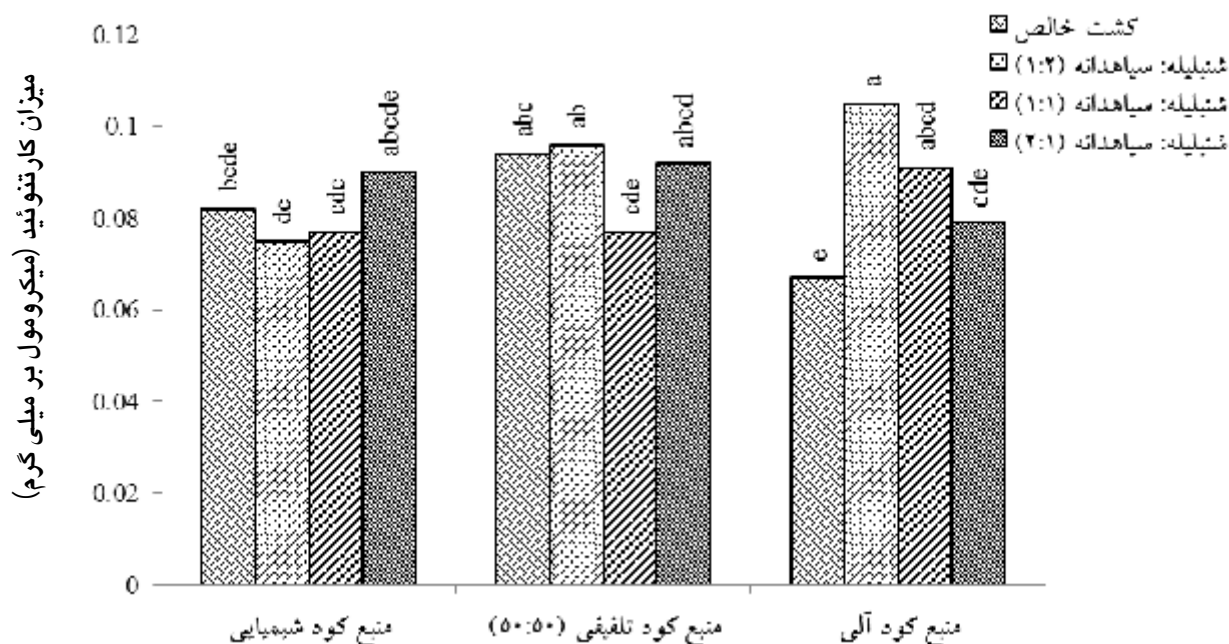 میزان کارتنوئید (میکرومول بر میلی گرم)
0.12
0.1
0.08
0.06
0.04
0.02
0
bcde
de
cde
abcde
abc
ab
cde
abcd
e
a
abcd
cde
منبع کود شیمیایی
منبع کود تلفیقی (۵۰:۵۰)
منبع کود آلی
کشت خالص
شنبلیله: سیاهدانه (۱:۲)
شنبلیله: سیاهدانه (۱:۱)
شنبلیله: سیاهدانه (۲:۱)